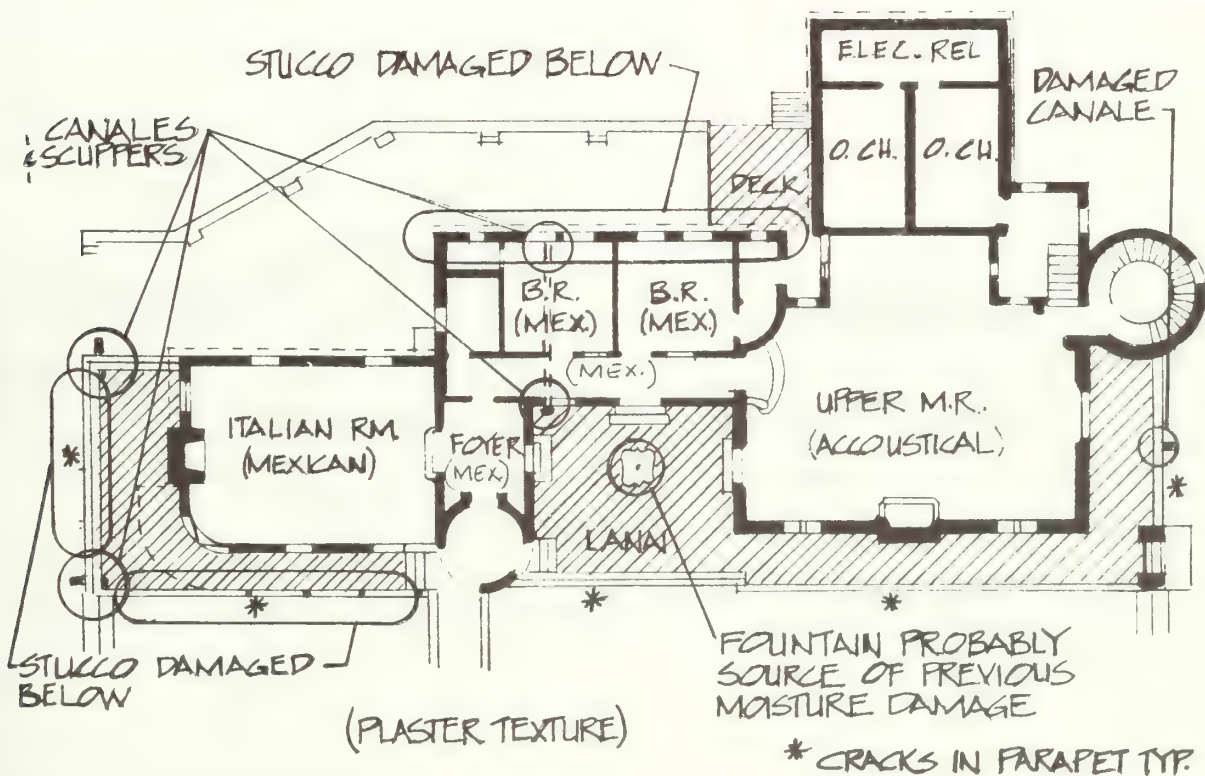 STUCCO DAMAGED BELOW
ELEC. REL
DAMAGED
CANALE
CANALES
& SCUPPERS
O. CH.
O. CH.
DECK
B.R.
(MEX.)
B.R.
(MEX.)
(MEX.)
ITALIAN RM.
(MEXICAN)
FOYER
(MEX)
UPPER M.R.
(ACCOUSTICAL)
*
*
LANAI
*
*
*
STUCCO DAMAGED
BELOW
FOUNTAIN PROBABLY
SOURCE OF PREVIOUS
MOISTURE DAMAGE
(PLASTER TEXTURE)
* CRACKS IN PARAPET TYP.